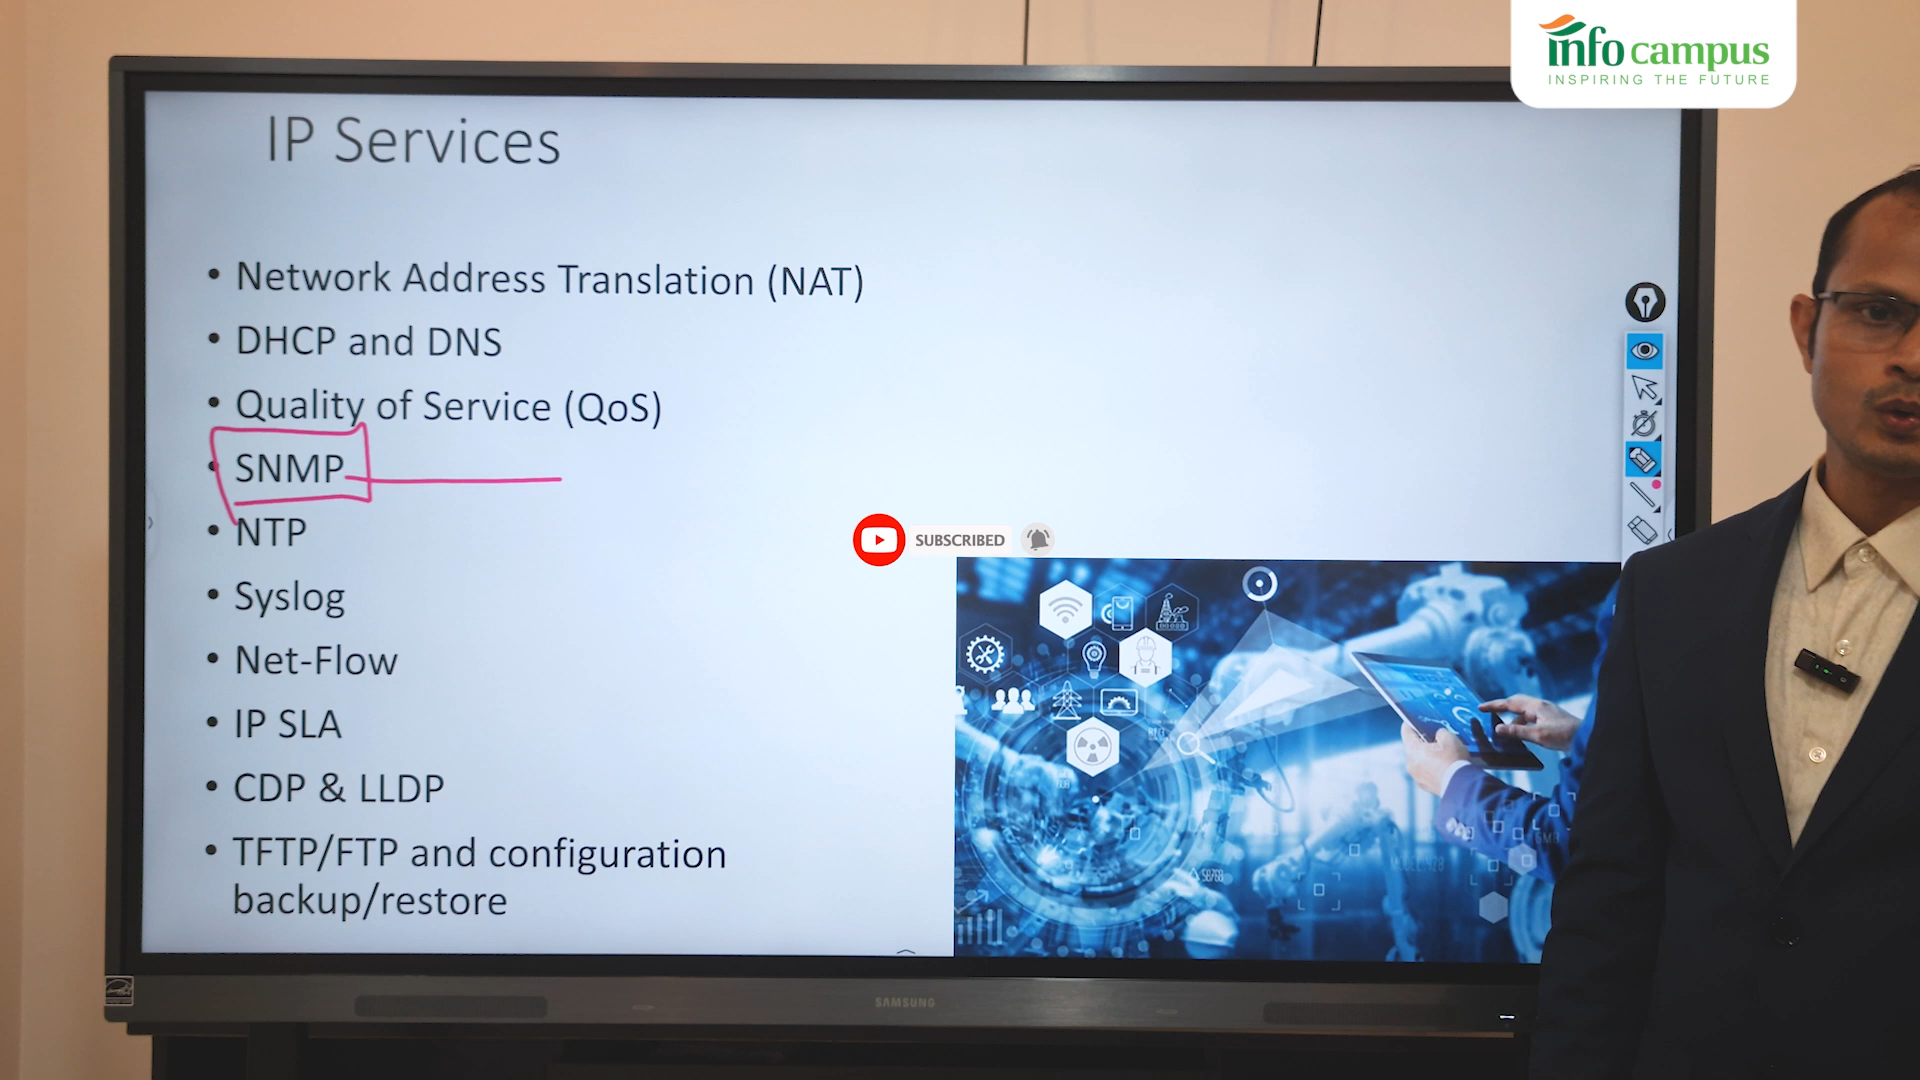 info campus
INSPIRING THE FUTURE
IP Services
• Network Address Translation (NAT)
• DHCP and DNS
• Quality of Service (QoS)
• SNMP
• NTP
• Syslog
• Net-Flow
• IP SLA
• CDP & LLDP
• TFTP/FTP and configuration
backup/restore
SUBSCRIBED
SAMSUNG